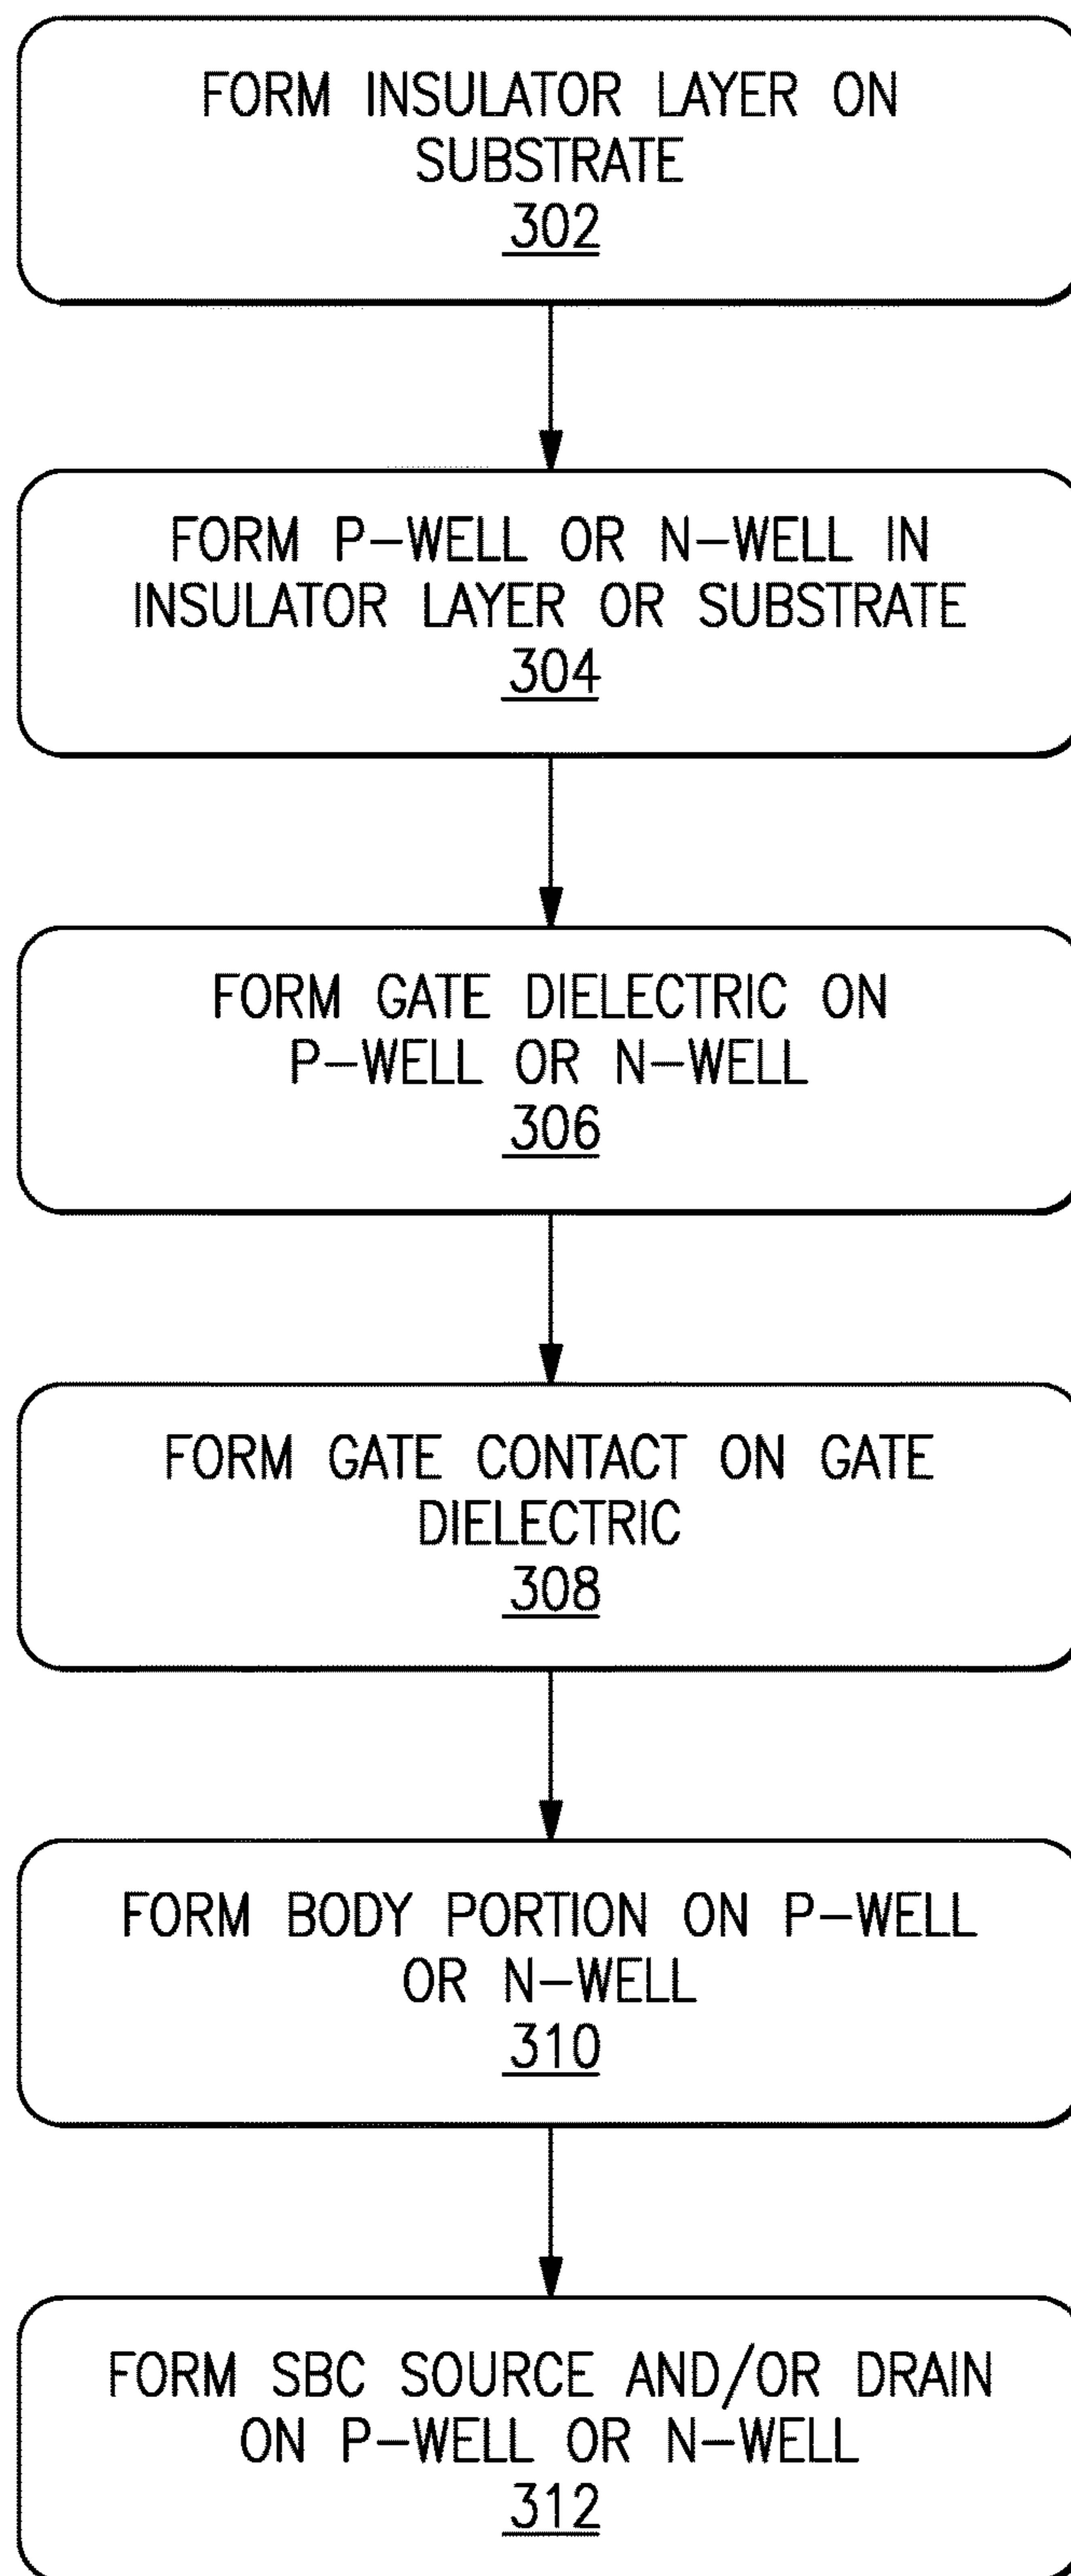 FORM INSULATOR LAYER ON
SUBSTRATE
302
FORM P-WELL OR N-WELL IN
INSULATOR LAYER OR SUBSTRATE
304
FORM GATE DIELECTRIC ON
P-WELL OR N-WELL
306
FORM GATE CONTACT ON GATE
DIELECTRIC
308
FORM BODY PORTION ON P-WELL
OR N-WELL
310
FORM SBC SOURCE AND/OR DRAIN
ON P-WELL OR N-WELL
312